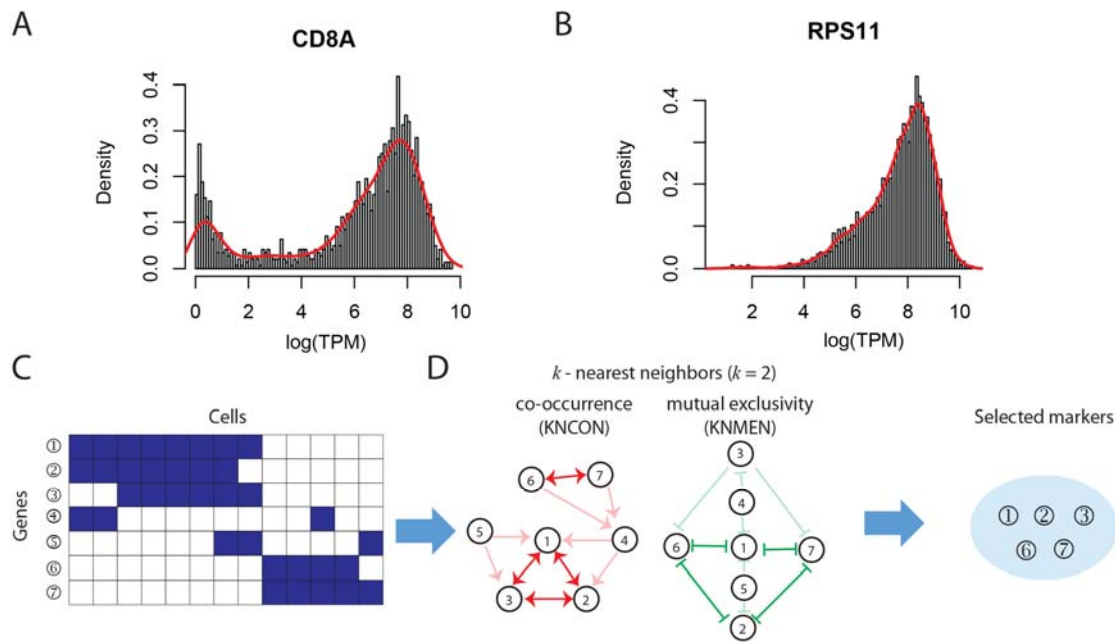 A
CD8A
Density
0.0
0.1
0.2
0.3
0.4
0 2 4 6 8 10
log(TPM)
B
RPS11
Density
0.0
0.2
0.4
2 4 6 8 10
log(TPM)
C
Cells
Genes
①
②
③
④
⑤
⑥
⑦
D
k - nearest neighbors (k = 2)
co-occurrence
(KNCON)
6 7
5 1 4
3 2
mutual exclusivity
(KNMEN)
3
4
6 1 7
5
2
Selected markers
① ② ③
⑥ ⑦